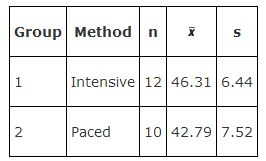 Group Method n x̄ s
1 Intensive 12 46.31 6.44
2 Paced 10 42.79 7.52